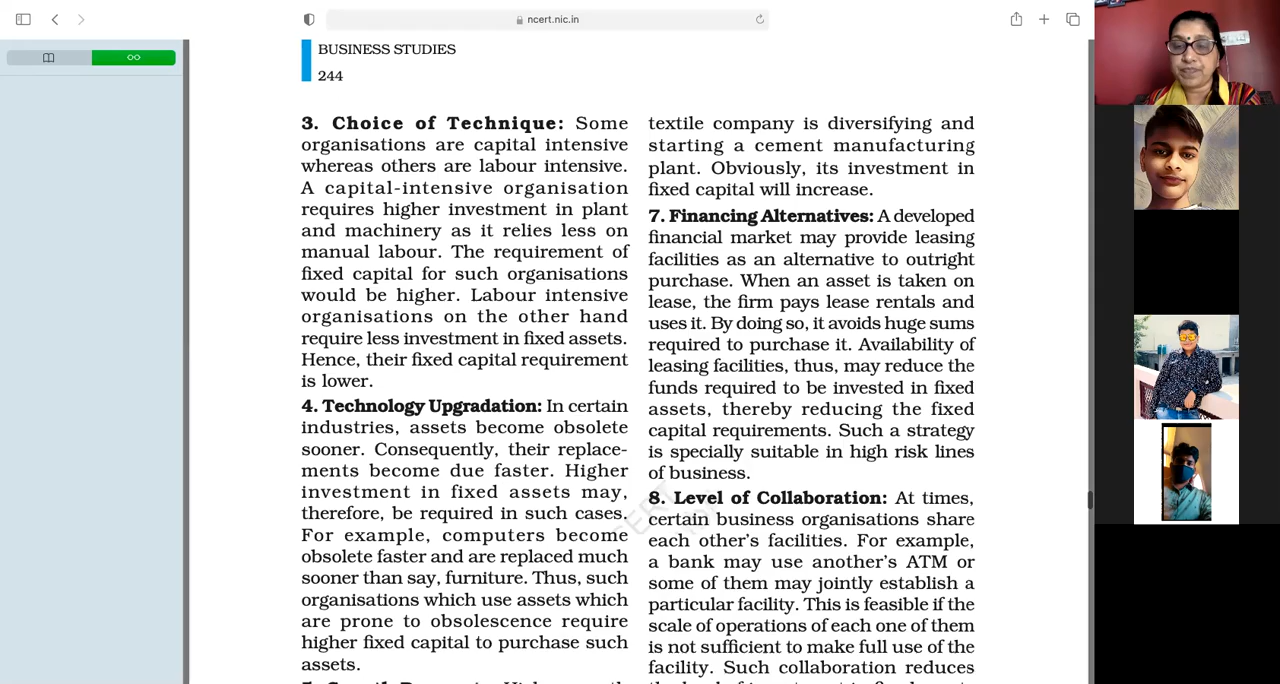 ncert.nic.in
BUSINESS STUDIES
244
3. Choice of Technique: Some
organisations are capital intensive
whereas others are labour intensive.
A capital-intensive organisation
requires higher investment in plant
and machinery as it relies less on
manual labour. The requirement of
fixed capital for such organisations
would be higher. Labour intensive
organisations on the other hand
require less investment in fixed assets.
Hence, their fixed capital requirement
is lower.
4. Technology Upgradation: In certain
industries, assets become obsolete
sooner. Consequently, their replace-
ments become due faster. Higher
investment in fixed assets may,
therefore, be required in such cases.
For example, computers become
obsolete faster and are replaced much
sooner than say, furniture. Thus, such
organisations which use assets which
are prone to obsolescence require
higher fixed capital to purchase such
assets.
textile company is diversifying and
starting a cement manufacturing
plant. Obviously, its investment in
fixed capital will increase.
7. Financing Alternatives: A developed
financial market may provide leasing
facilities as an alternative to outright
purchase. When an asset is taken on
lease, the firm pays lease rentals and
uses it. By doing so, it avoids huge sums
required to purchase it. Availability of
leasing facilities, thus, may reduce the
funds required to be invested in fixed
assets, thereby reducing the fixed
capital requirements. Such a strategy
is specially suitable in high risk lines
of business.
8. Level of Collaboration: At times,
certain business organisations share
each other's facilities. For example,
a bank may use another's ATM or
some of them may jointly establish a
particular facility. This is feasible if the
scale of operations of each one of them
is not sufficient to make full use of the
facility. Such collaboration reduces